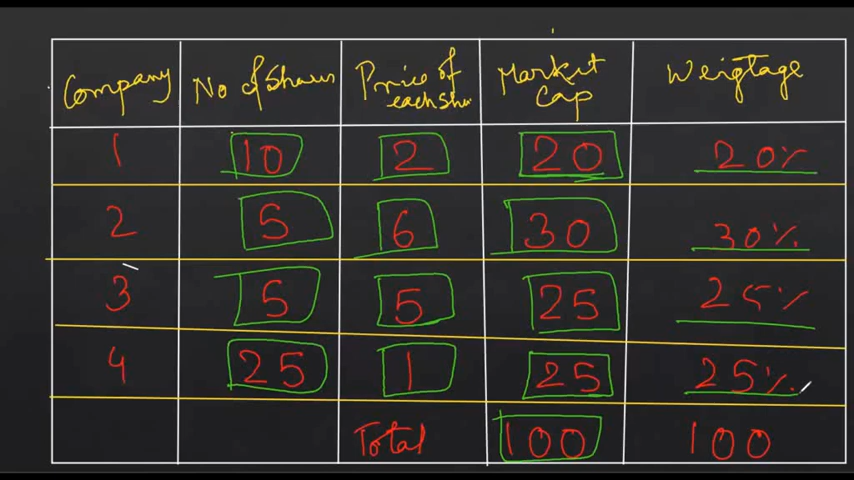 Company No of Shares Price of each sha Market Cap Weigtage
1 10 2 20 20%
2 5 6 30 30%
3 5 5 25 25%
4 25 1 25 25%
Total 100 100